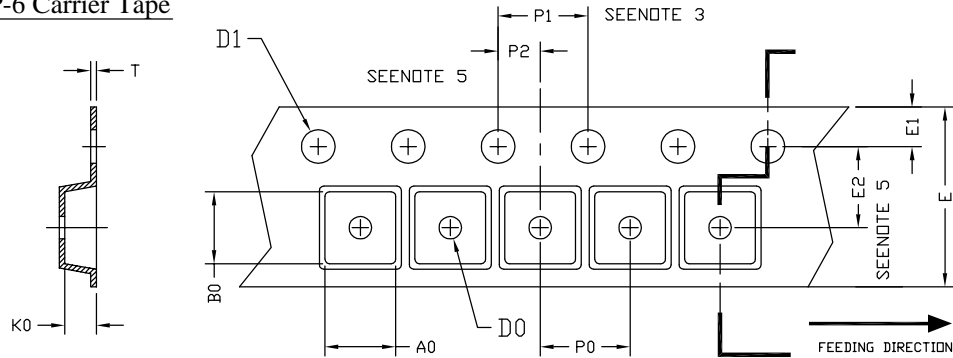 -6 Carrier Tape
P1
SEENOTE 3
D1
P2
T
SEENOTE 5
E1
E2
SEENOTE 5
E
B0
K0
A0
D0
P0
FEEDING DIRECTION